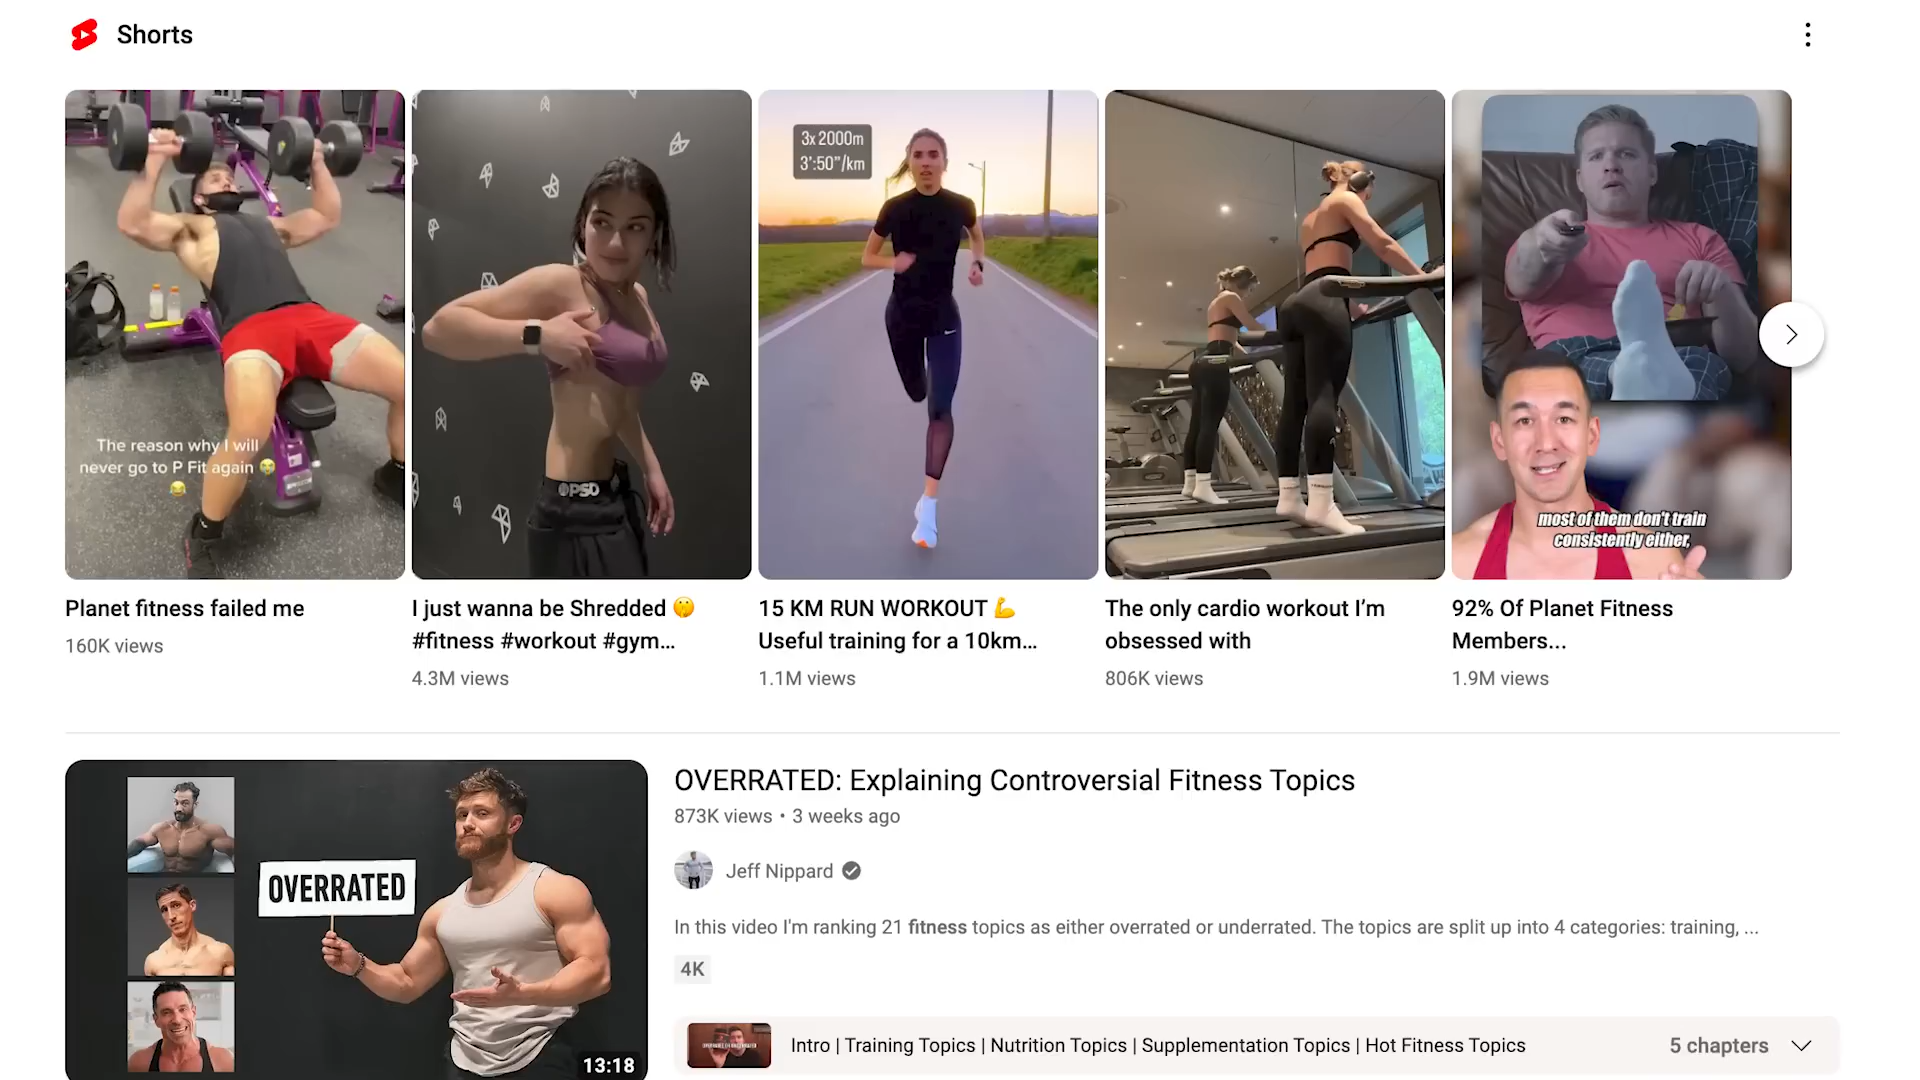 Shorts
The reason why I will
never go to P Fit again 😭
😂
PSD
3x 2000m
3':50"/km
most of them don't train
consistently either,
Planet fitness failed me
160K views
I just wanna be Shredded 🤫
#fitness #workout #gym...
4.3M views
15 KM RUN WORKOUT 💪
Useful training for a 10km...
1.1M views
The only cardio workout I’m
obsessed with
806K views
92% Of Planet Fitness
Members...
1.9M views
OVERRATED
13:18
OVERRATED: Explaining Controversial Fitness Topics
873K views • 3 weeks ago
Jeff Nippard
In this video I'm ranking 21 fitness topics as either overrated or underrated. The topics are split up into 4 categories: training, ...
4K
Intro | Training Topics | Nutrition Topics | Supplementation Topics | Hot Fitness Topics
5 chapters